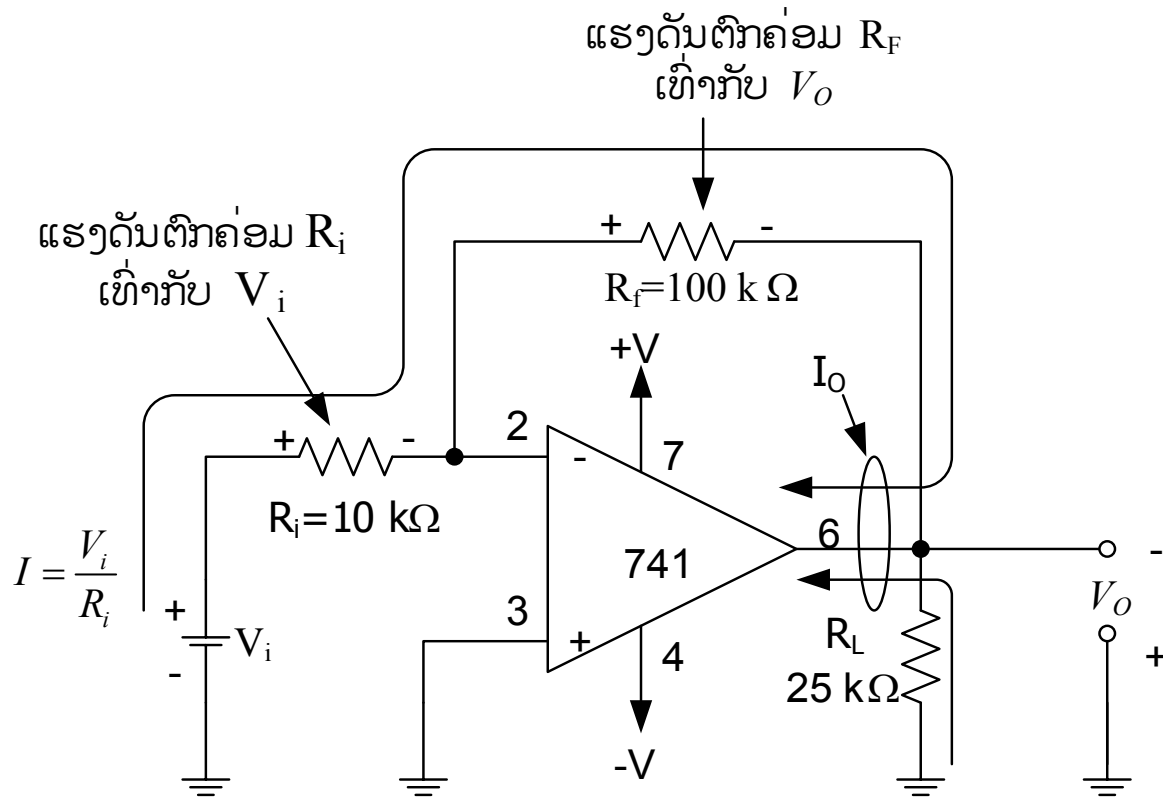 ແຮງດັນຕົກຄ່ອມ R_F
ເທົ່າກັບ V_O
ແຮງດັນຕົກຄ່ອມ R_i
ເທົ່າກັບ V_i
+ -
R_f=100 k Ω
+V
I_O
+ -
2
-
7
R_i=10 kΩ
6
741
I = V_i / R_i
-
V_O
+
+
V_i
-
3
+
4
R_L
25 kΩ
-V